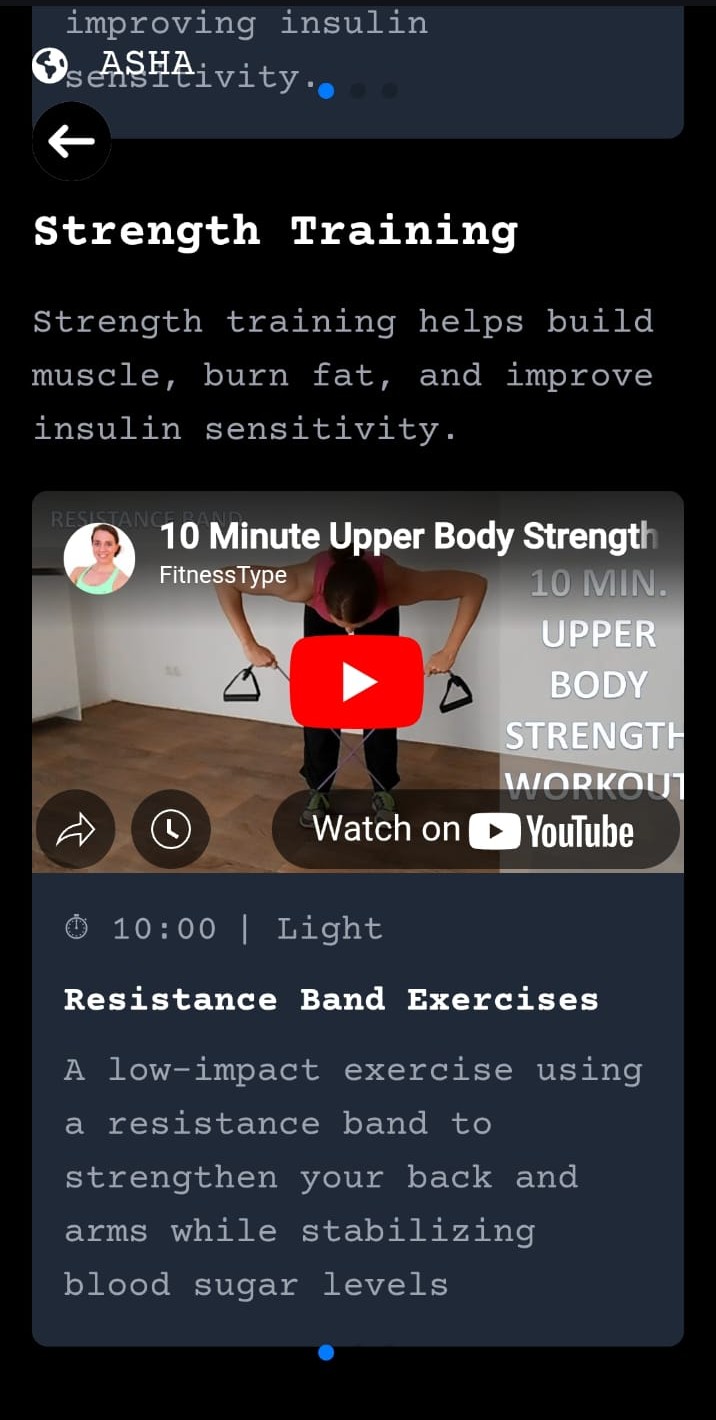 improving insulin
ASHA
sensitivity.
Strength Training
Strength training helps build
muscle, burn fat, and improve
insulin sensitivity.
RESISTANCE BAND
10 Minute Upper Body Strength
FitnessType
10 MIN.
UPPER
BODY
STRENGTH
WORKOUT
Watch on YouTube
10:00 | Light
Resistance Band Exercises
A low-impact exercise using
a resistance band to
strengthen your back and
arms while stabilizing
blood sugar levels